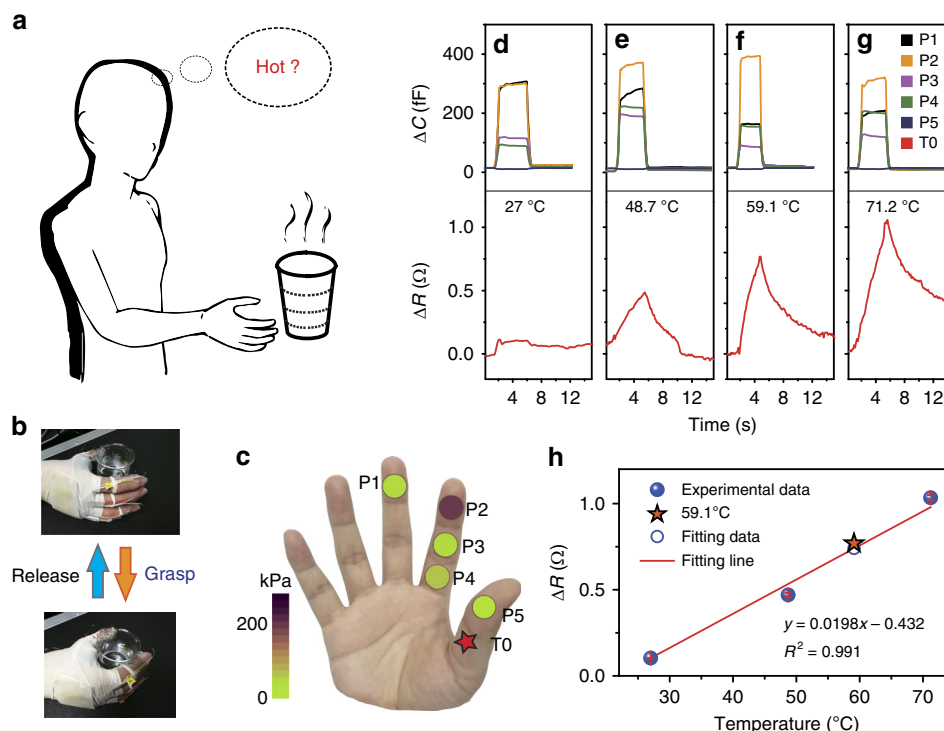 a
Hot ?
b
Release
Grasp
c
P1
P2
P3
P4
P5
T0
kPa
200
0
d
e
f
g
P1
P2
P3
P4
P5
T0
400
200
0
ΔC (fF)
27 °C
48.7 °C
59.1 °C
71.2 °C
1.0
0.5
0.0
ΔR (Ω)
4 8 12 4 8 12 4 8 12 4 8 12
Time (s)
h
Experimental data
59.1°C
Fitting data
Fitting line
1.0
0.5
0.0
ΔR (Ω)
y = 0.0198x – 0.432
R² = 0.991
30 40 50 60 70
Temperature (°C)